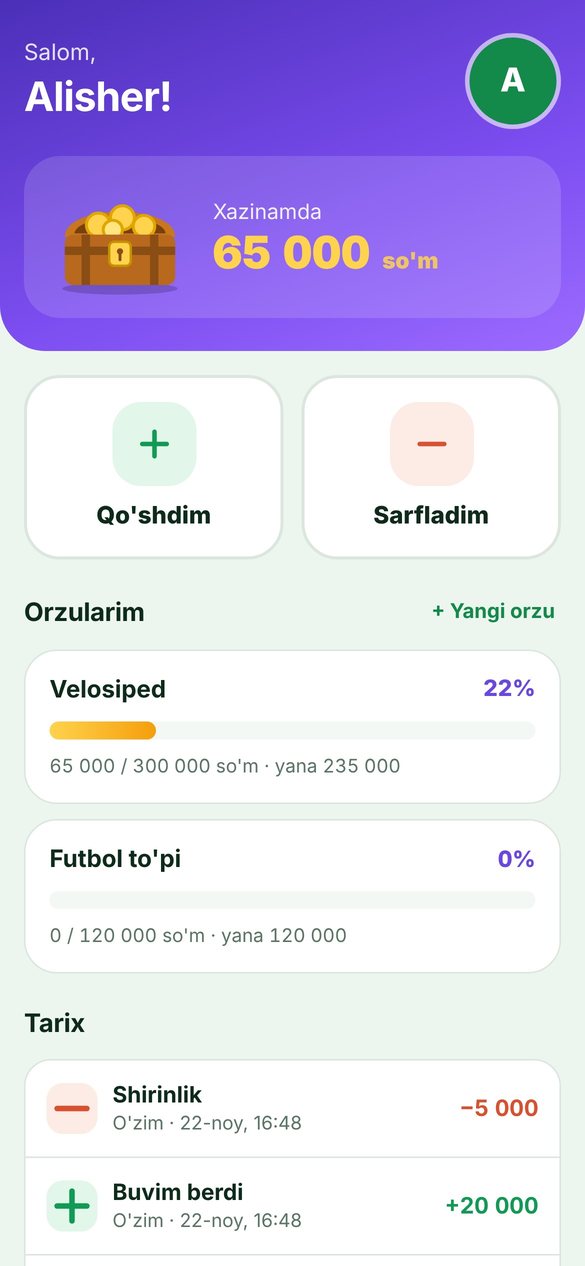 Salom,
Alisher!
A
Xazinamda
65 000 so'm
Qo'shdim
Sarfladim
Orzularim
+ Yangi orzu
Velosiped
22%
65 000 / 300 000 so'm · yana 235 000
Futbol to'pi
0%
0 / 120 000 so'm · yana 120 000
Tarix
Shirinlik
O'zim · 22-noy, 16:48
−5 000
Buvim berdi
O'zim · 22-noy, 16:48
+20 000